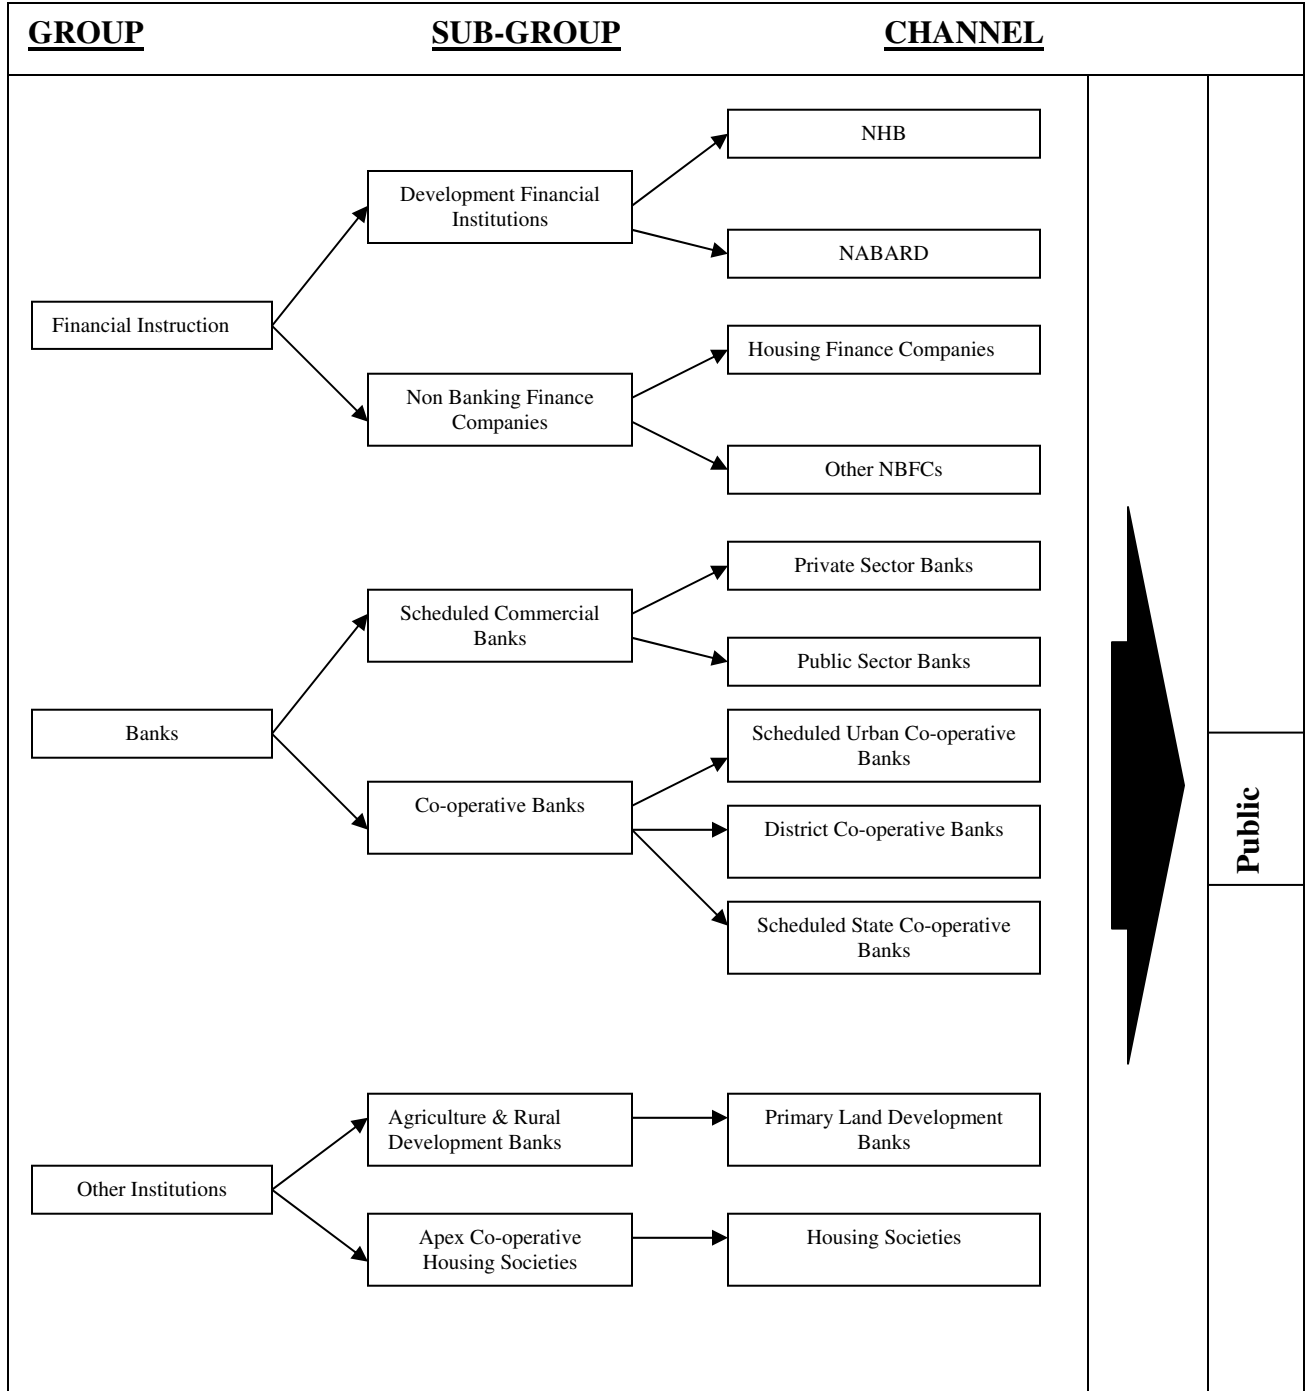 GROUP SUB-GROUP CHANNEL
NHB
Development Financial
Institutions
NABARD
Financial Instruction
Housing Finance Companies
Non Banking Finance
Companies
Other NBFCs
Private Sector Banks
Scheduled Commercial
Banks
Public Sector Banks
Banks
Scheduled Urban Co-operative
Banks
Co-operative Banks
District Co-operative Banks
Scheduled State Co-operative
Banks
Public
Agriculture & Rural
Development Banks
Primary Land Development
Banks
Other Institutions
Apex Co-operative
Housing Societies
Housing Societies